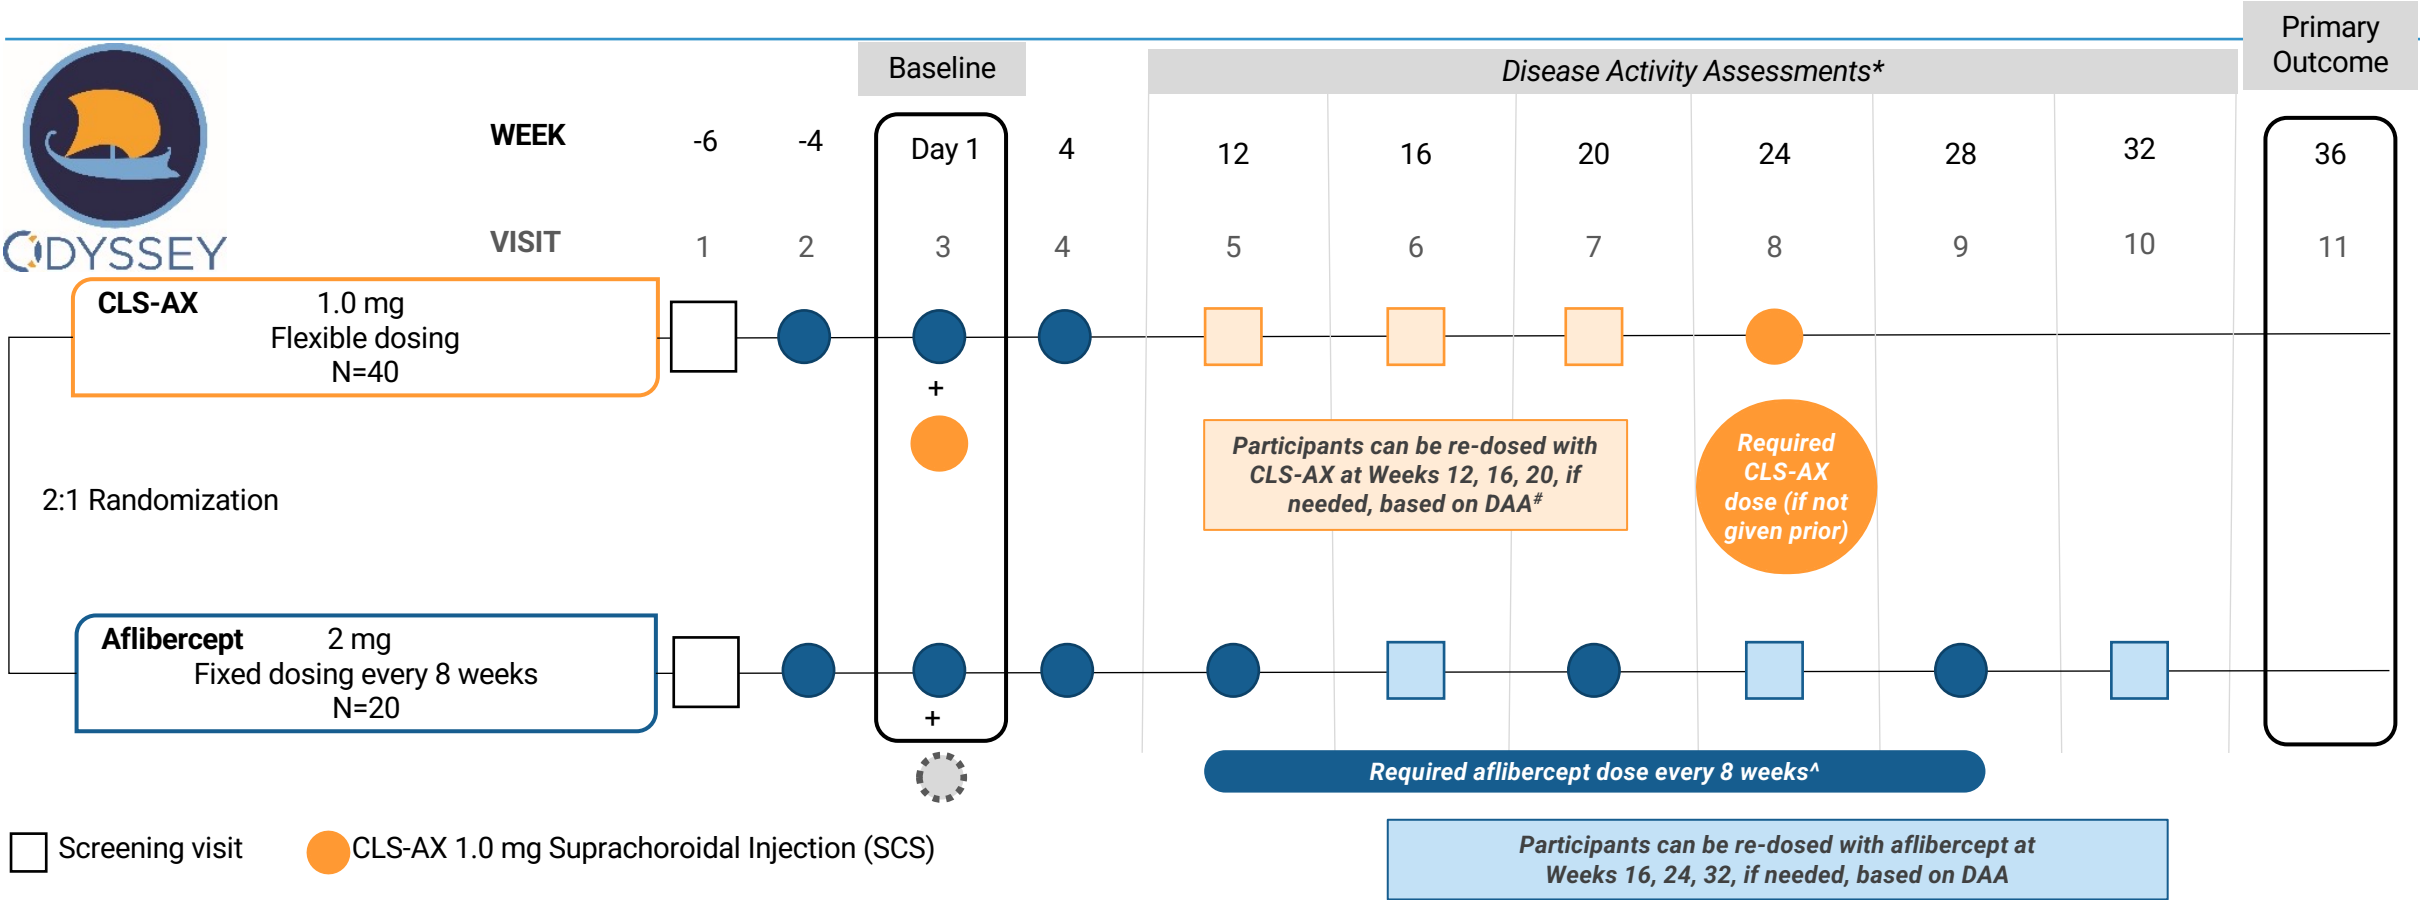 Primary
Outcome
Baseline
Disease Activity Assessments*
WEEK -6 -4 Day 1 4 12 16 20 24 28 32 36
VISIT 1 2 3 4 5 6 7 8 9 10 11
ODYSSEY
CLS-AX 1.0 mg
Flexible dosing
N=40
+
Participants can be re-dosed with
CLS-AX at Weeks 12, 16, 20, if
needed, based on DAA#
Required
CLS-AX
dose (if not
given prior)
2:1 Randomization
Aflibercept 2 mg
Fixed dosing every 8 weeks
N=20
+
Required aflibercept dose every 8 weeks^
Screening visit
CLS-AX 1.0 mg Suprachoroidal Injection (SCS)
Participants can be re-dosed with aflibercept at
Weeks 16, 24, 32, if needed, based on DAA